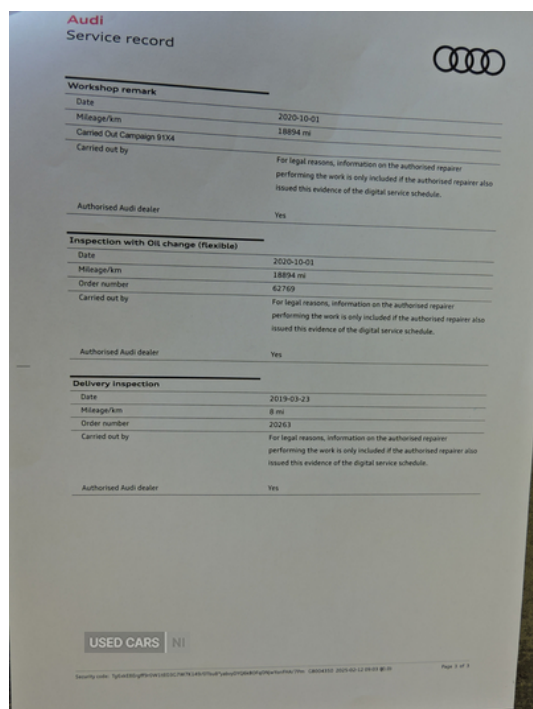 Audi
Service record
Workshop remark
Date 2020-10-01
Mileage/km 18894 mi
Carried Out Campaign 91X4
Carried out by For legal reasons, information on the authorised repairer
performing the work is only included if the authorised repairer also
issued this evidence of the digital service schedule.
Authorised Audi dealer Yes
Inspection with Oil change (flexible)
Date 2020-10-01
Mileage/km 18894 mi
Order number 62769
Carried out by For legal reasons, information on the authorised repairer
performing the work is only included if the authorised repairer also
issued this evidence of the digital service schedule.
Authorised Audi dealer Yes
Delivery inspection
Date 2019-03-23
Mileage/km 8 mi
Order number 20263
Carried out by For legal reasons, information on the authorised repairer
performing the work is only included if the authorised repairer also
issued this evidence of the digital service schedule.
Authorised Audi dealer Yes
USED CARS NI
Security code: